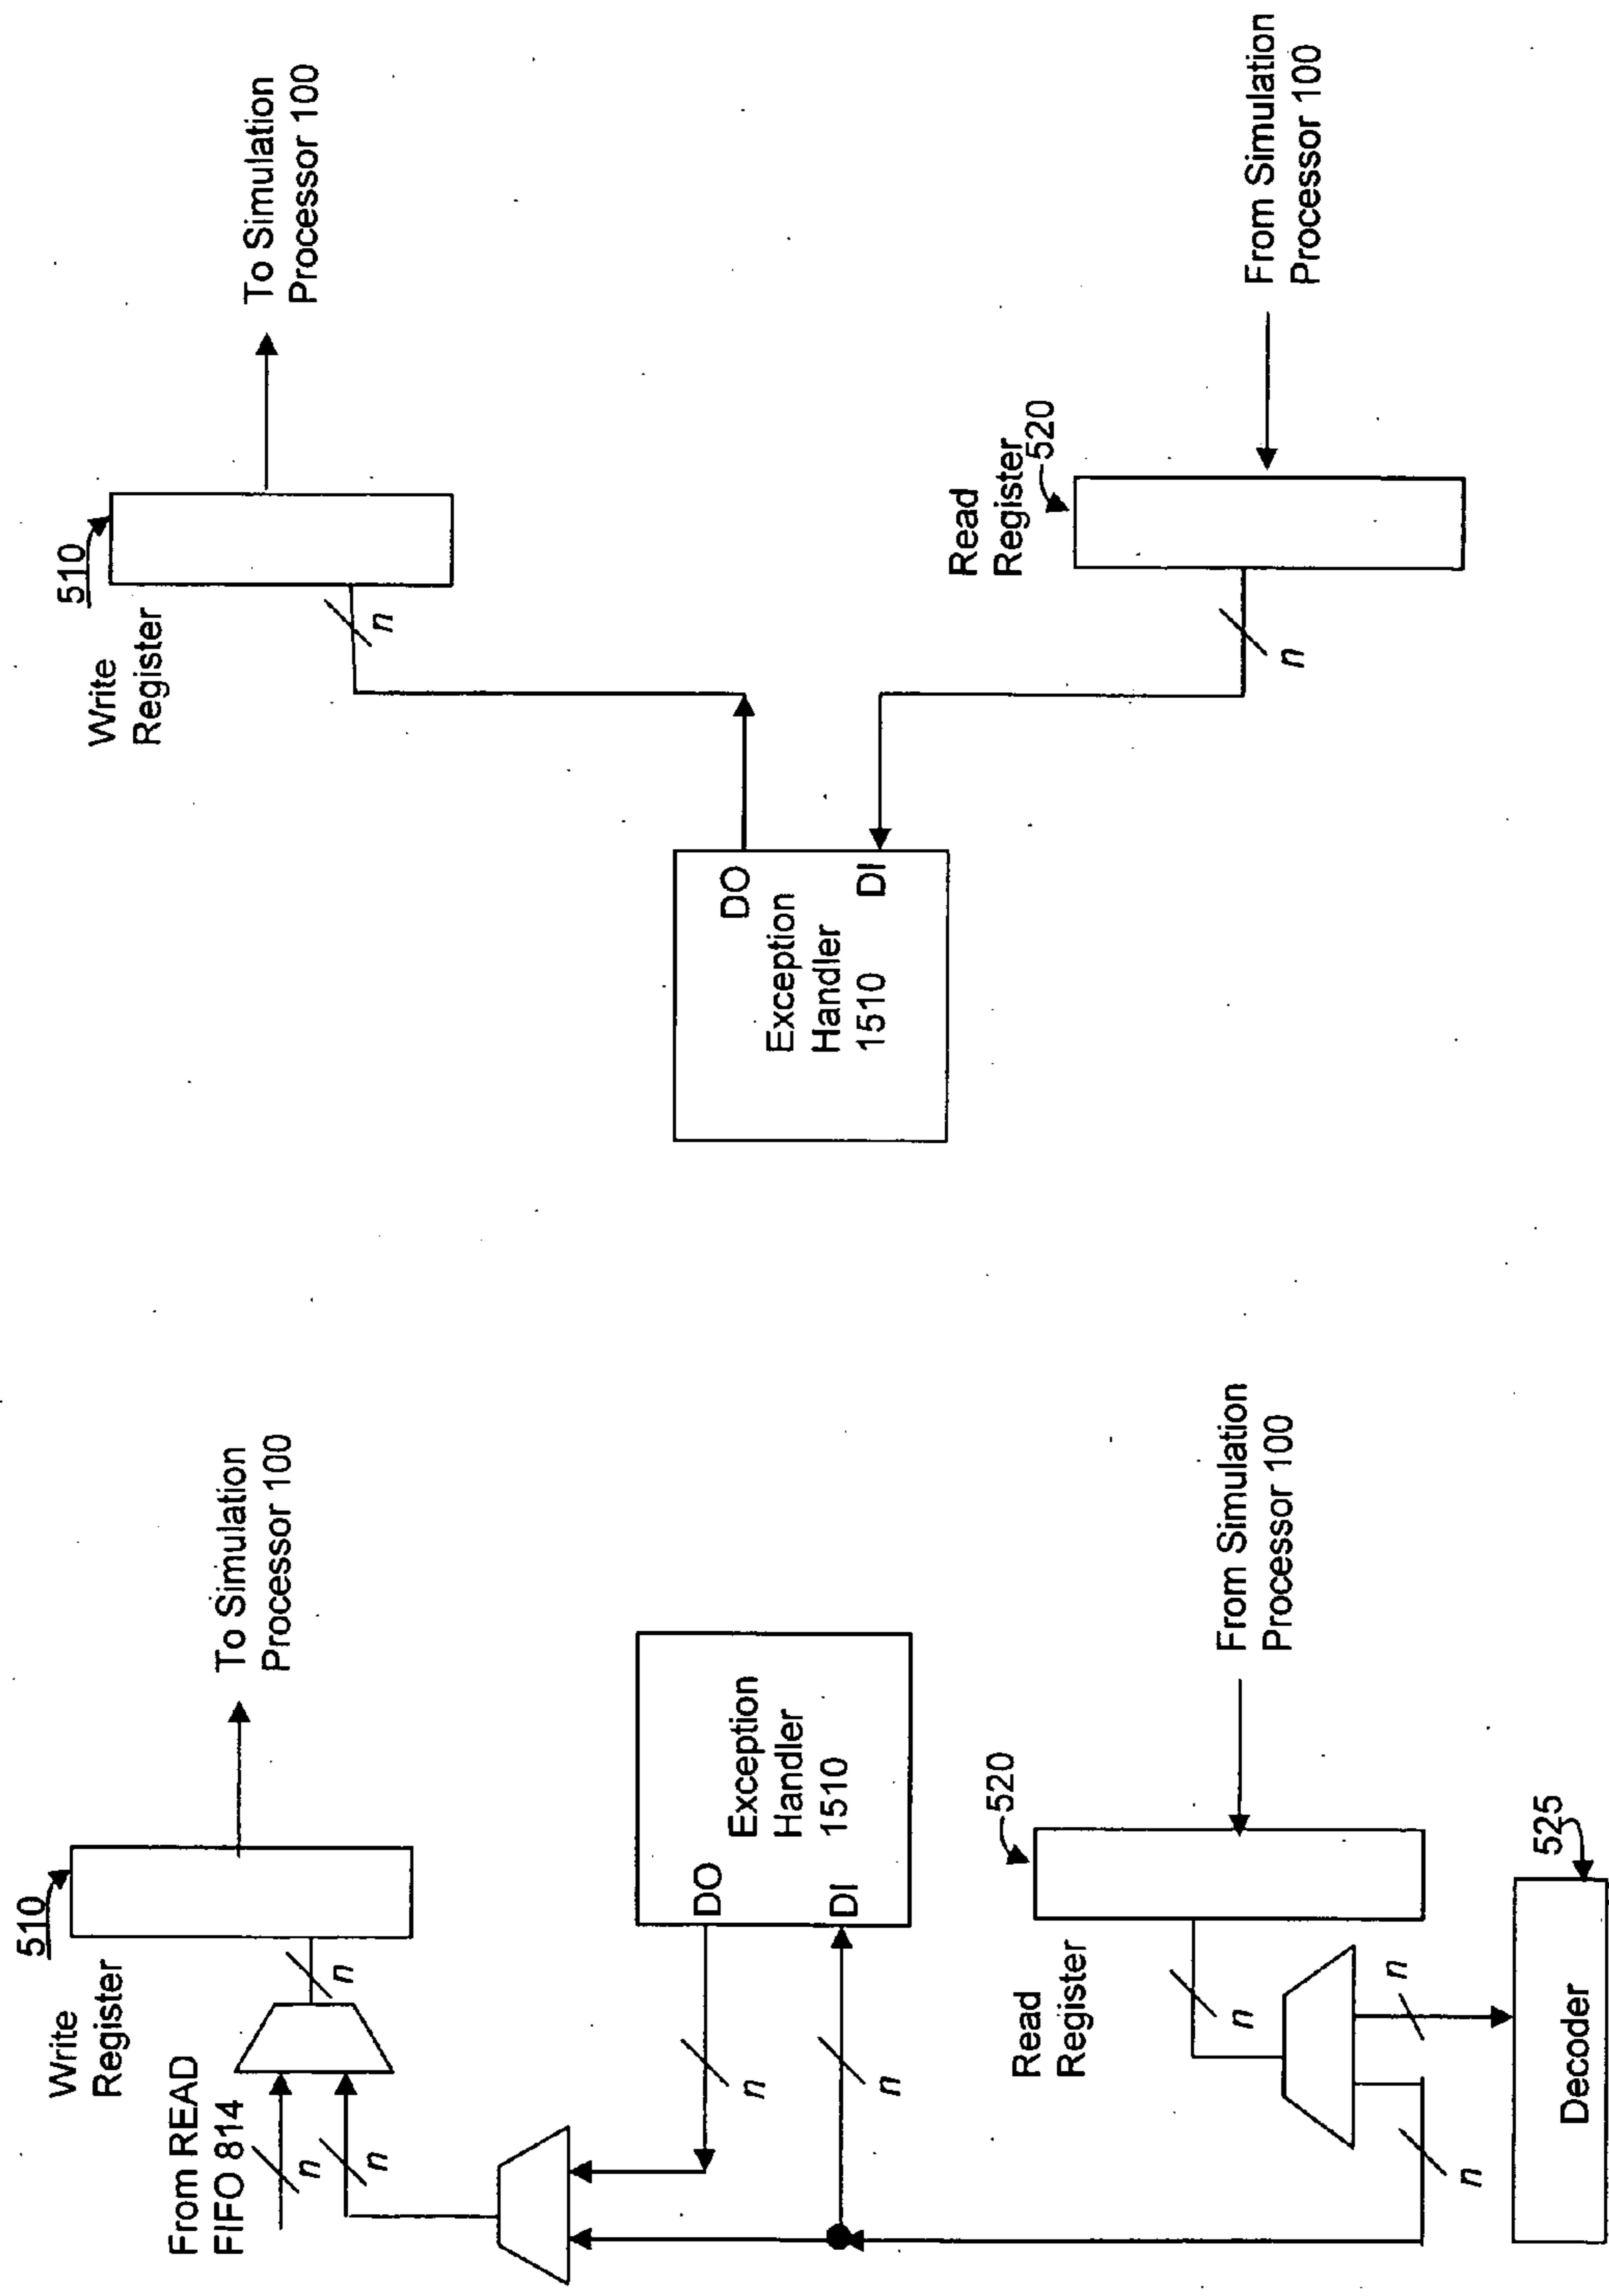 510
Write
Register
To Simulation
Processor 100
From READ
FIFO 814
n
n
n
DO
Exception
Handler
1510
DI
n
n
Read
Register
520
From Simulation
Processor 100
n
n
n
Decoder
525
510
Write
Register
To Simulation
Processor 100
n
DO
Exception
Handler
1510
DI
Read
Register
520
From Simulation
Processor 100
n